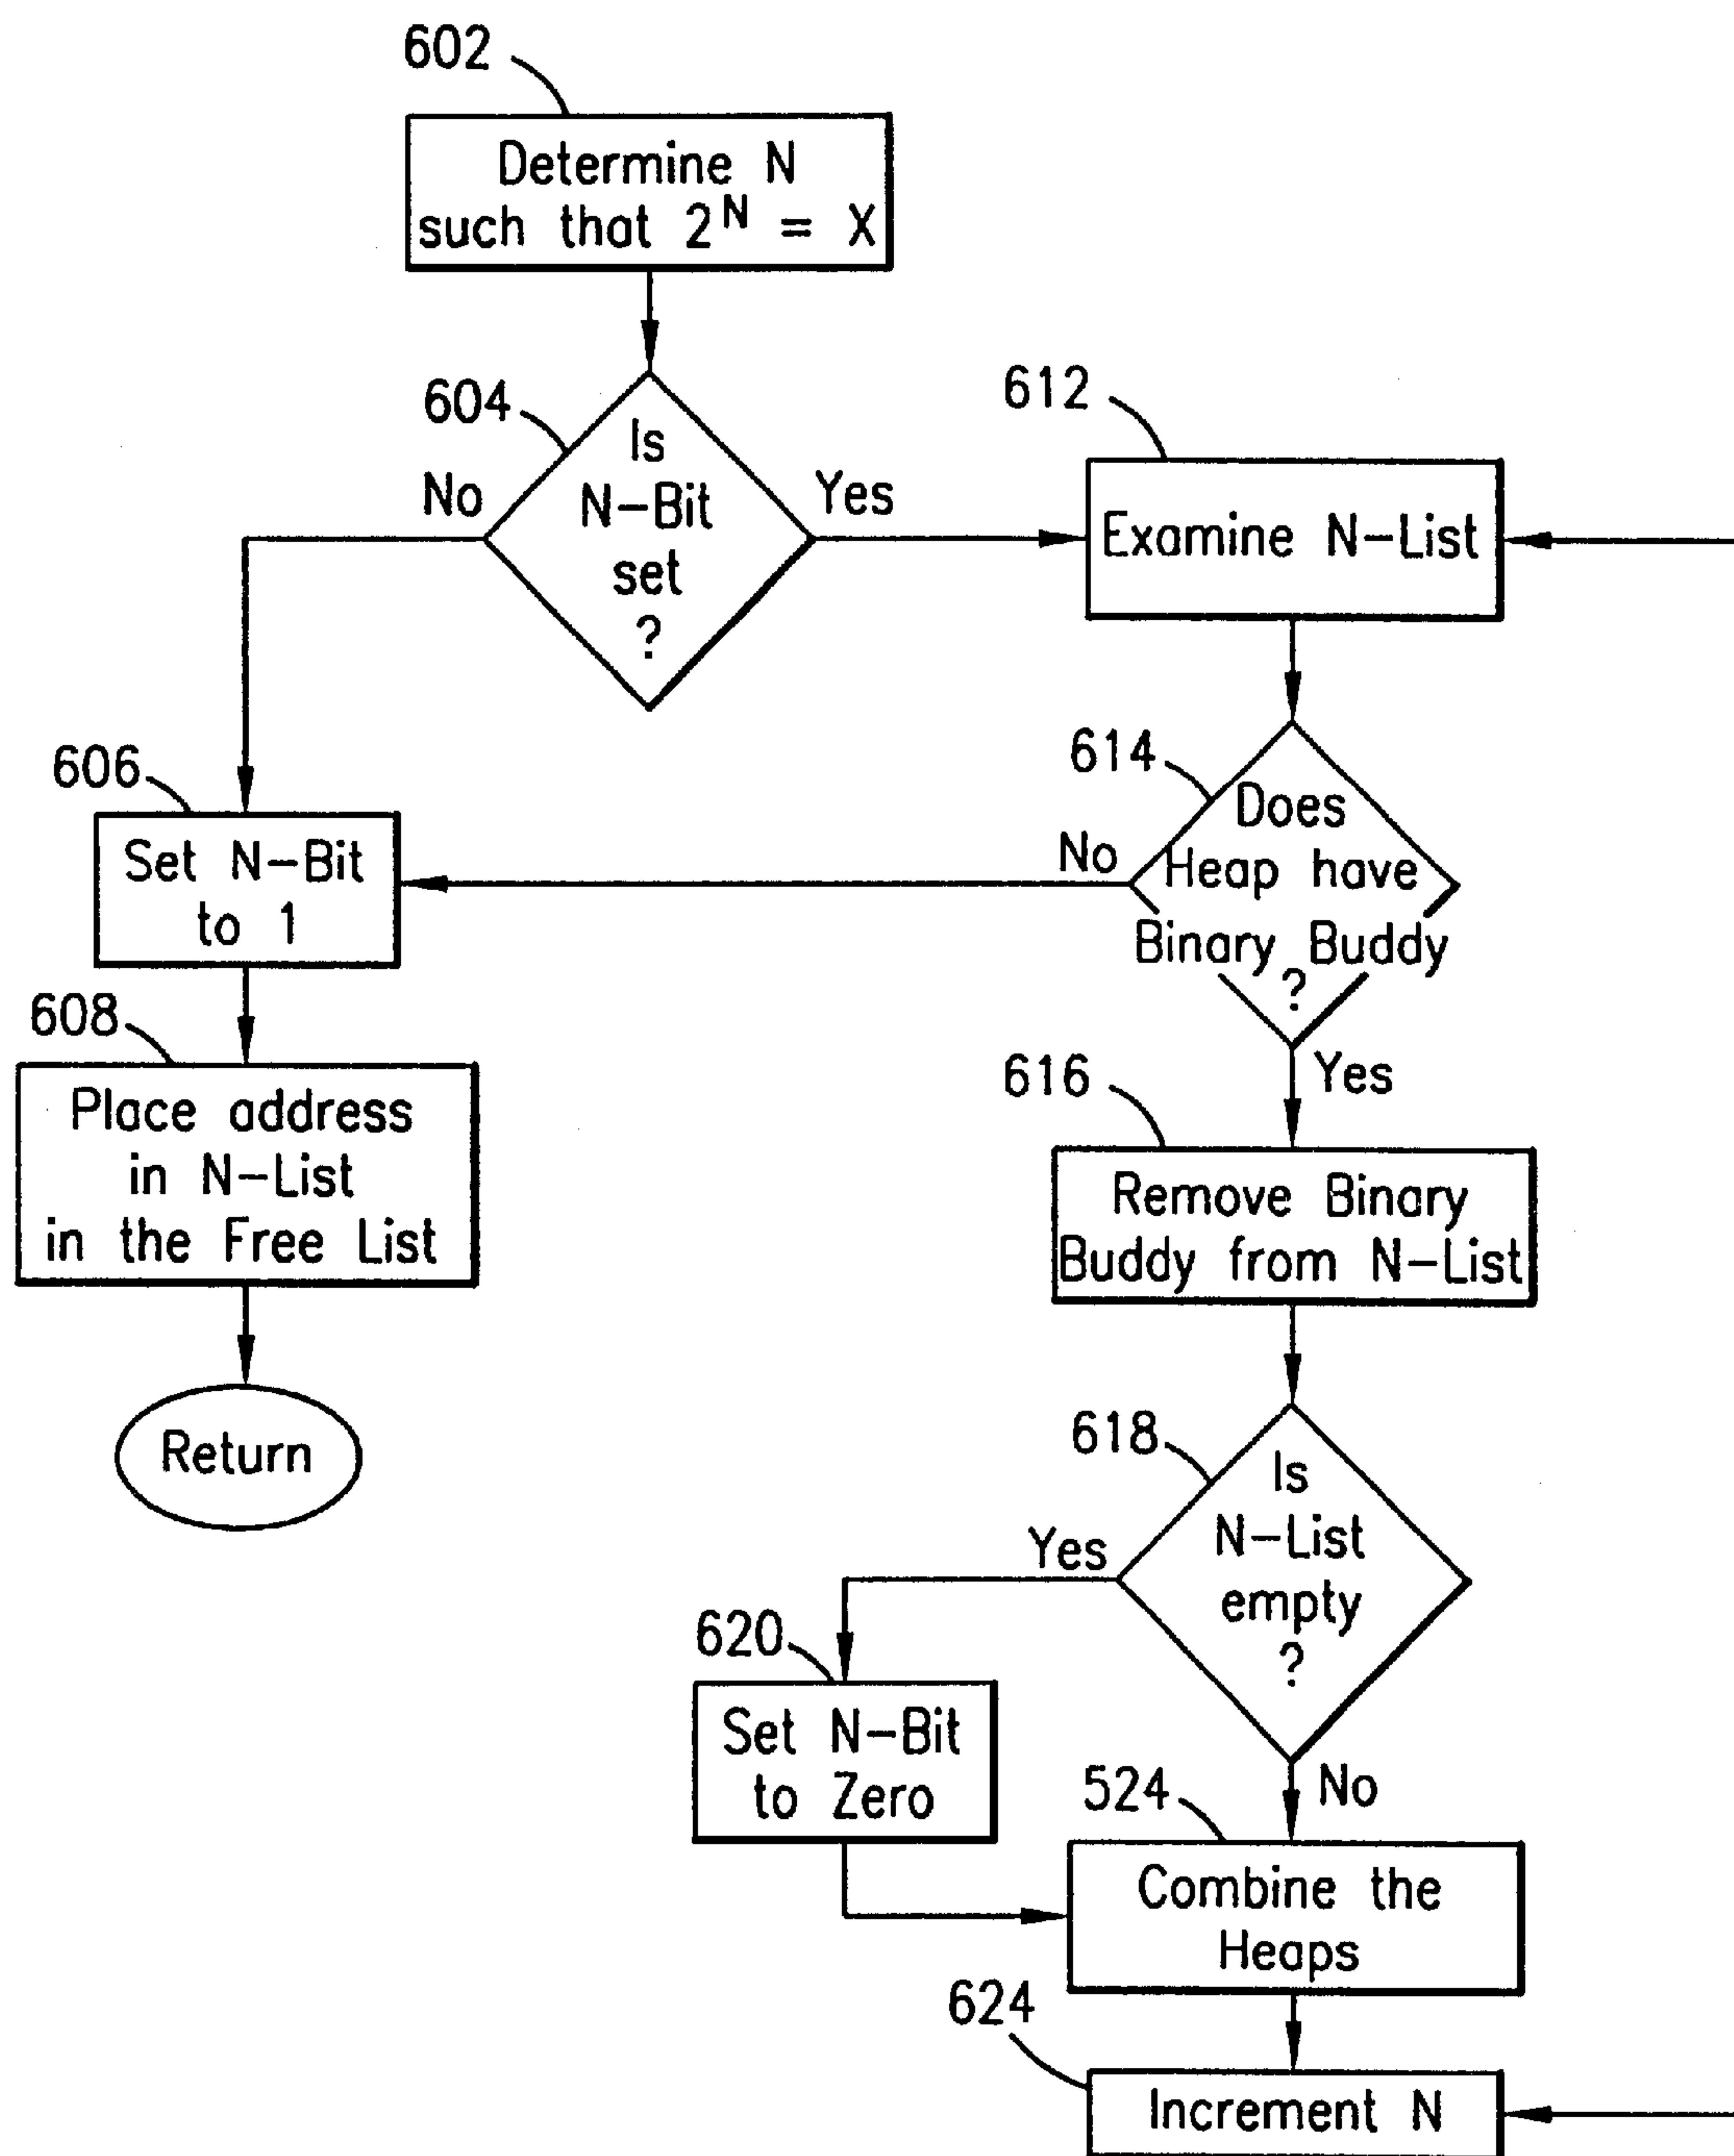 602
Determine N
such that 2^N = X
604
Is
N-Bit
set
?
No
Yes
612
Examine N-List
606
Set N-Bit
to 1
614
Does
Heap have
Binary Buddy
?
No
Yes
608
Place address
in N-List
in the Free List
Return
616
Remove Binary
Buddy from N-List
618
Is
N-List
empty
?
Yes
No
620
Set N-Bit
to Zero
524
Combine the
Heaps
624
Increment N